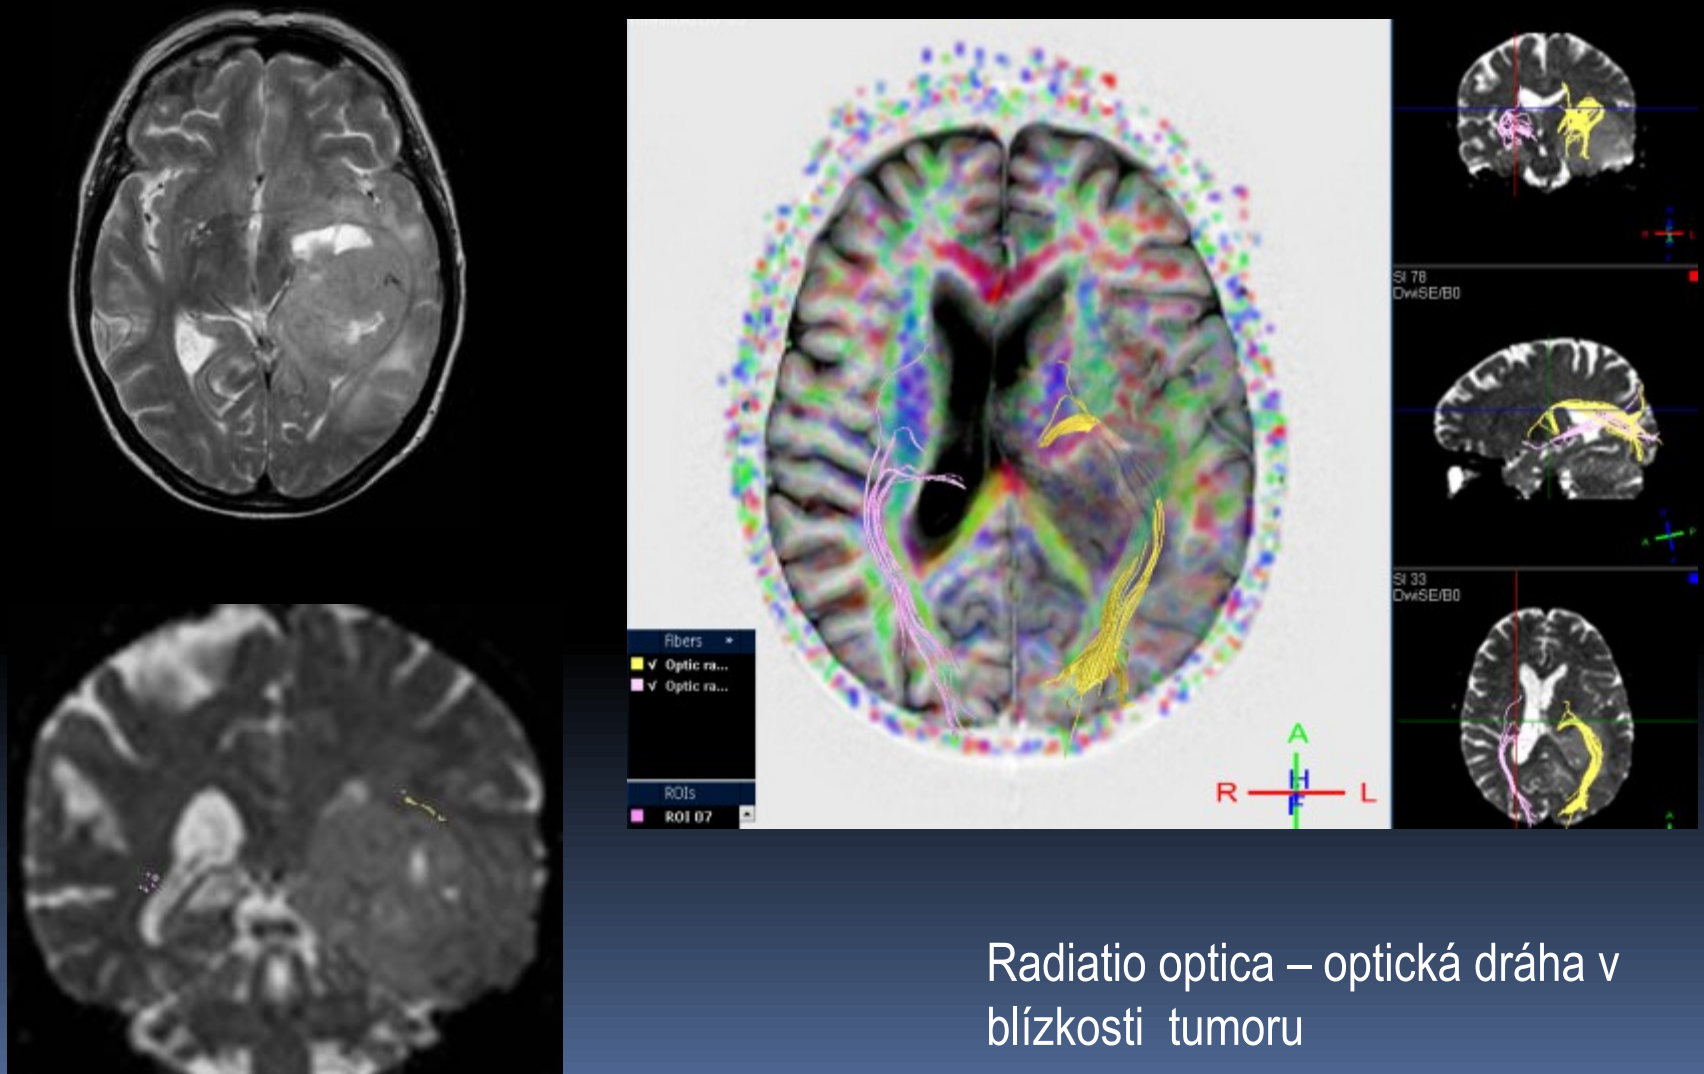 Fibers »
√ Optic ra...
√ Optic ra...
ROIs
ROI 07
A
R
H
F
L
R
L
SI 78
DwiSE/B0
A
P
SI 33
DwiSE/B0
A
Radiatio optica – optická dráha v
blízkosti tumoru